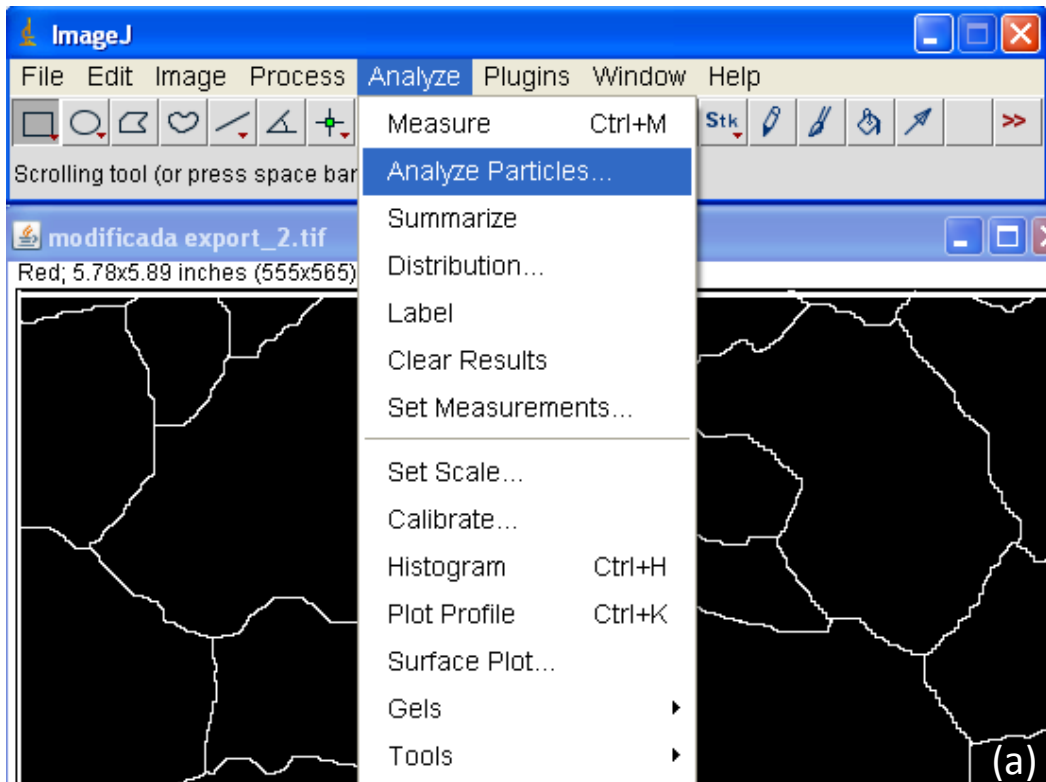 ImageJ
File Edit Image Process Analyze Plugins Window Help
Stk
>>
Scrolling tool (or press space bar
Measure Ctrl+M
Analyze Particles...
Summarize
Distribution...
Label
Clear Results
Set Measurements...
Set Scale...
Calibrate...
Histogram Ctrl+H
Plot Profile Ctrl+K
Surface Plot...
Gels
Tools
modificada export_2.tif
Red; 5.78x5.89 inches (555x565)
(a)